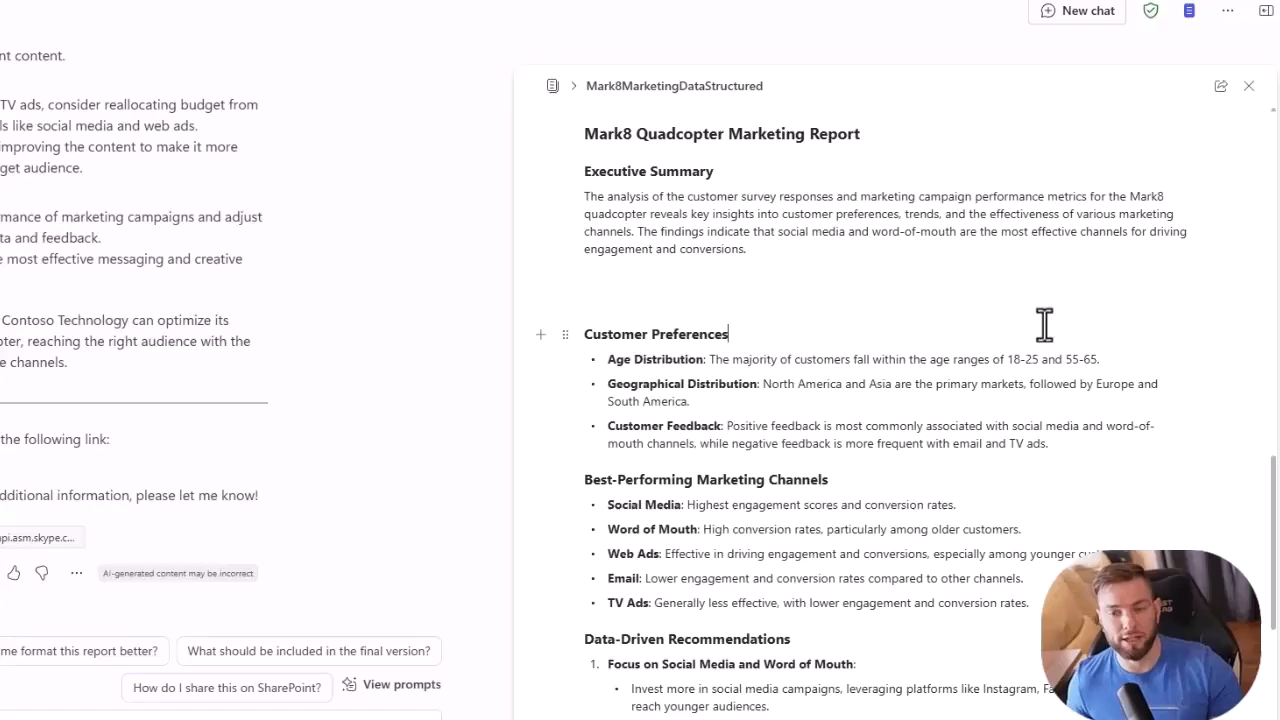 New chat
nt content.
TV ads, consider reallocating budget from
ls like social media and web ads.
improving the content to make it more
get audience.
rmance of marketing campaigns and adjust
ta and feedback.
e most effective messaging and creative
Contoso Technology can optimize its
pter, reaching the right audience with the
e channels.
the following link:
additional information, please let me know!
api.asm.skype.c...
AI-generated content may be incorrect
me format this report better?
What should be included in the final version?
How do I share this on SharePoint?
View prompts
Mark8MarketingDataStructured
Mark8 Quadcopter Marketing Report
Executive Summary
The analysis of the customer survey responses and marketing campaign performance metrics for the Mark8
quadcopter reveals key insights into customer preferences, trends, and the effectiveness of various marketing
channels. The findings indicate that social media and word-of-mouth are the most effective channels for driving
engagement and conversions.
Customer Preferences
• Age Distribution: The majority of customers fall within the age ranges of 18-25 and 55-65.
• Geographical Distribution: North America and Asia are the primary markets, followed by Europe and
South America.
• Customer Feedback: Positive feedback is most commonly associated with social media and word-of-
mouth channels, while negative feedback is more frequent with email and TV ads.
Best-Performing Marketing Channels
• Social Media: Highest engagement scores and conversion rates.
• Word of Mouth: High conversion rates, particularly among older customers.
• Web Ads: Effective in driving engagement and conversions, especially among younger
• Email: Lower engagement and conversion rates compared to other channels.
• TV Ads: Generally less effective, with lower engagement and conversion rates.
Data-Driven Recommendations
1. Focus on Social Media and Word of Mouth:
• Invest more in social media campaigns, leveraging platforms like Instagram,
reach younger audiences.